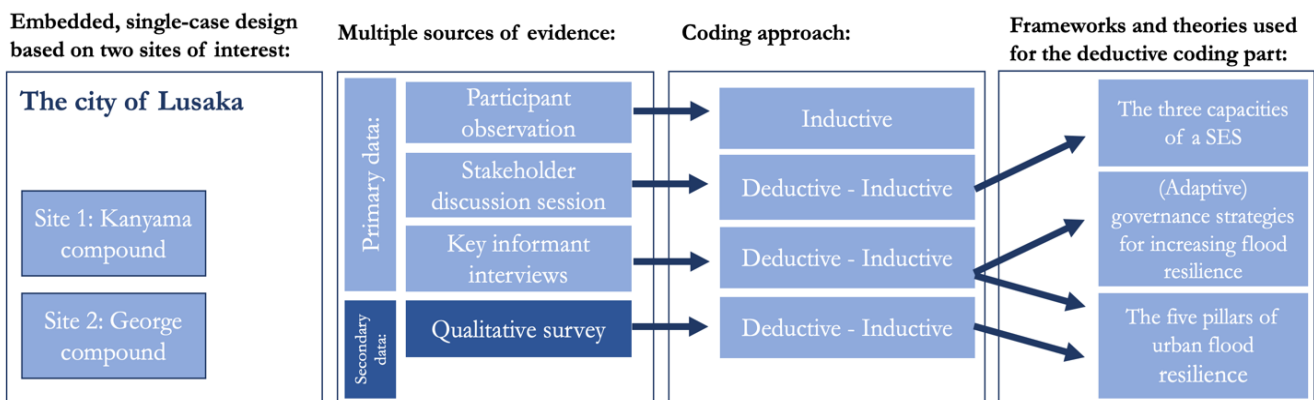 Embedded, single-case design
based on two sites of interest:
The city of Lusaka
Site 1: Kanyama
compound
Site 2: George
compound
Multiple sources of evidence:
Primary data:
Participant
observation
Stakeholder
discussion session
Key informant
interviews
Secondary
data:
Qualitative survey
Coding approach:
Inductive
Deductive - Inductive
Deductive - Inductive
Deductive - Inductive
Frameworks and theories used
for the deductive coding part:
The three capacities
of a SES
(Adaptive)
governance strategies
for increasing flood
resilience
The five pillars of
urban flood
resilience